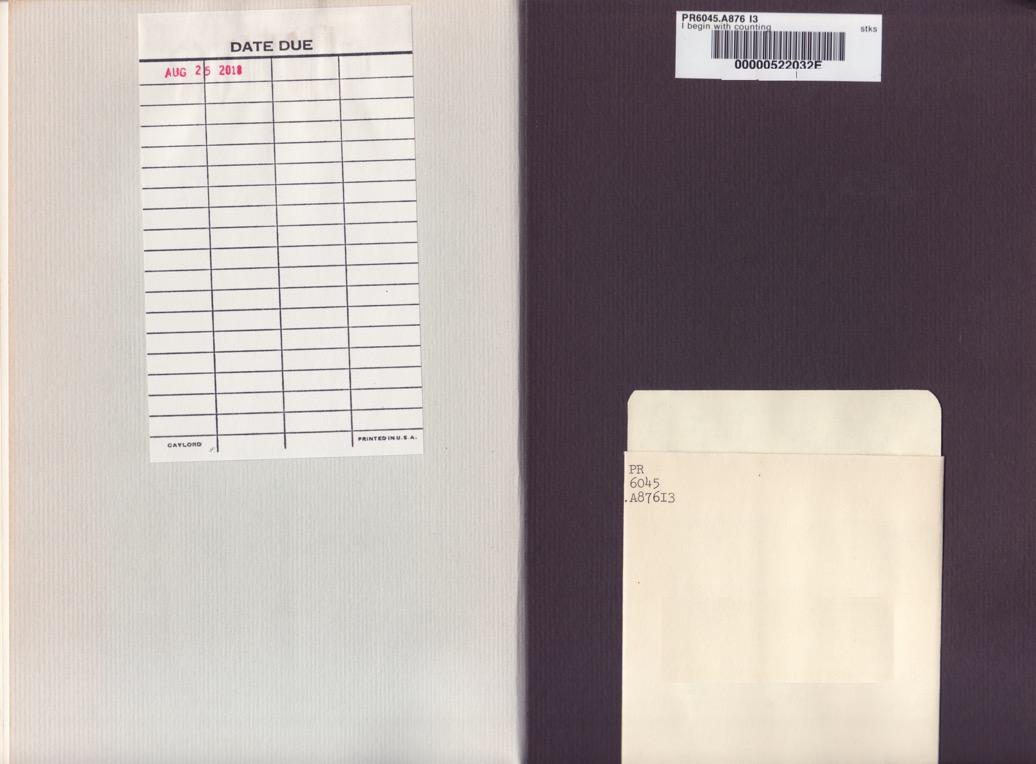 DATE DUE
AUG 25 2018
GAYLORD
PRINTED IN U.S.A.
PR6045.A876 I3
I begin with counting
stks
00000522032E
PR
6045
.A876I3